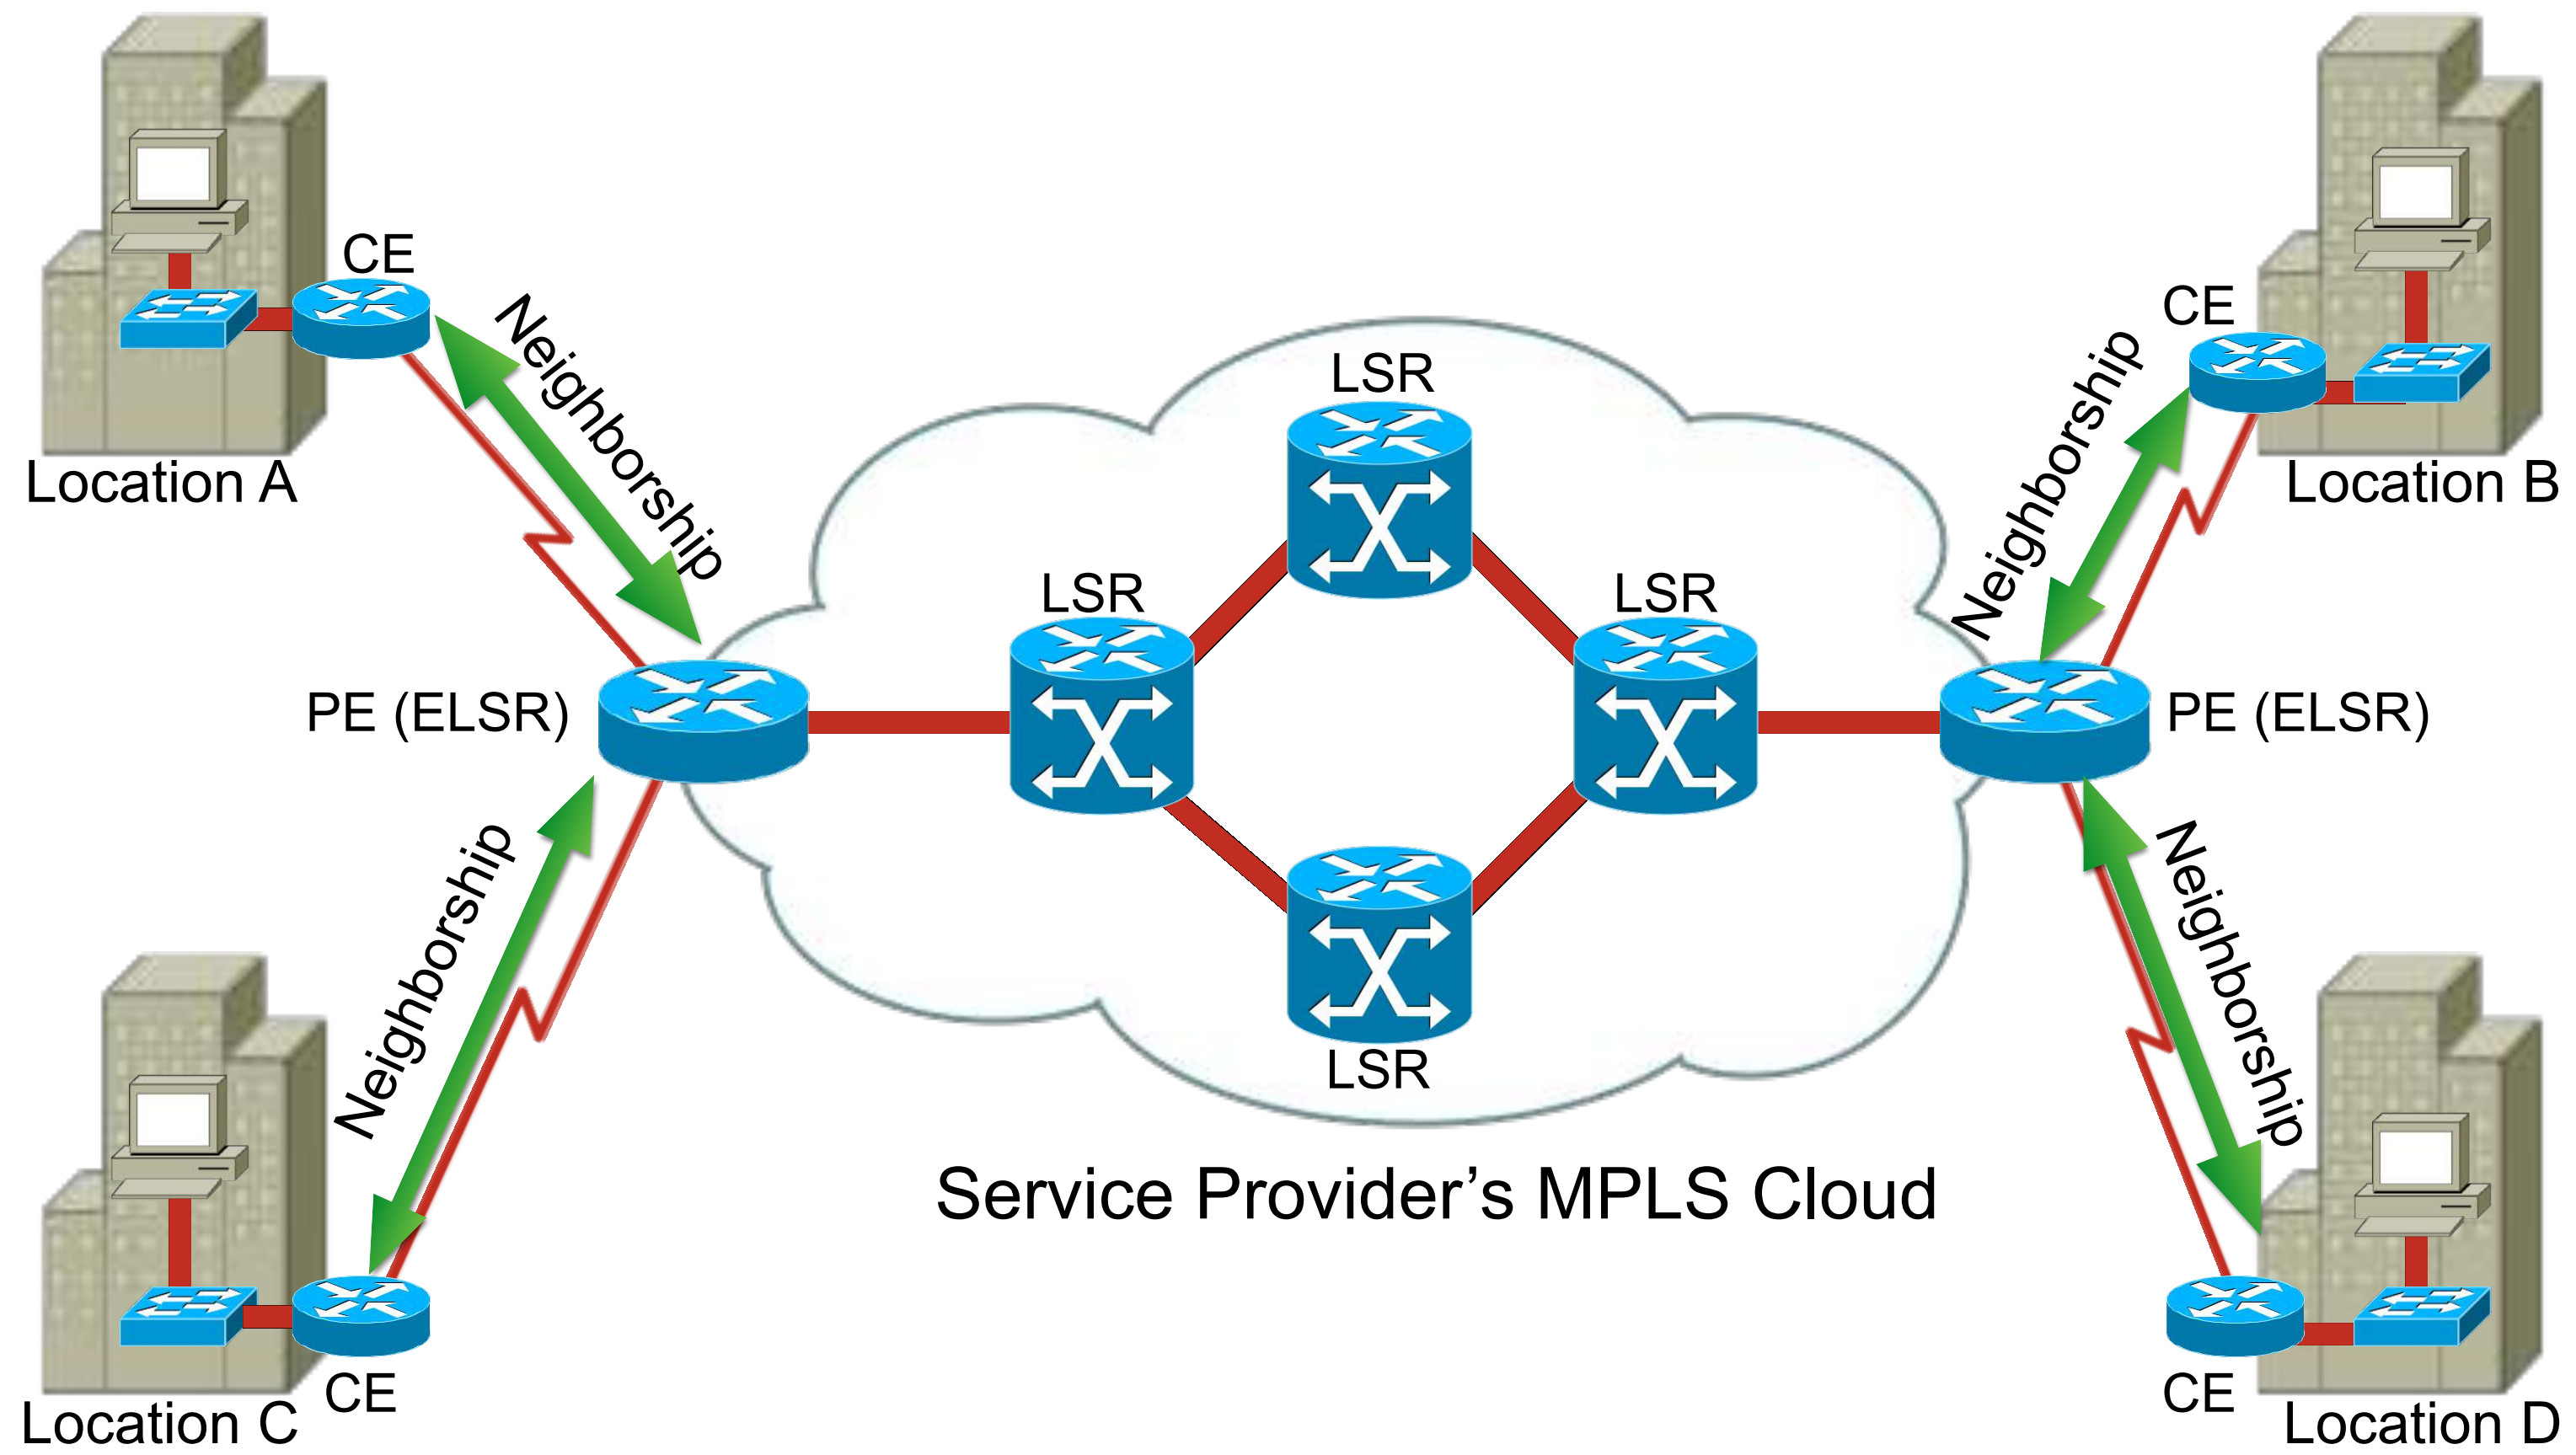 CE
Neighborship
Location A
CE
Neighborship
Location B
LSR
LSR
LSR
PE (ELSR)
PE (ELSR)
Neighborship
Neighborship
LSR
Service Provider’s MPLS Cloud
CE
Location C
CE
Location D